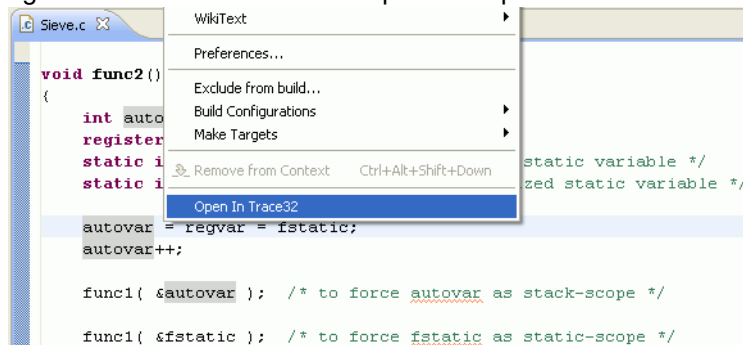 Sieve.c
WikiText
Preferences...
void func2()
Exclude from build...
{
Build Configurations
int auto
Make Targets
register
static i Remove from Context Ctrl+Alt+Shift+Down static variable */
static i zed static variable */
Open In Trace32
autovar = regvar = fstatic;
autovar++;
func1( &autovar ); /* to force autovar as stack-scope */
func1( &fstatic ); /* to force fstatic as static-scope */